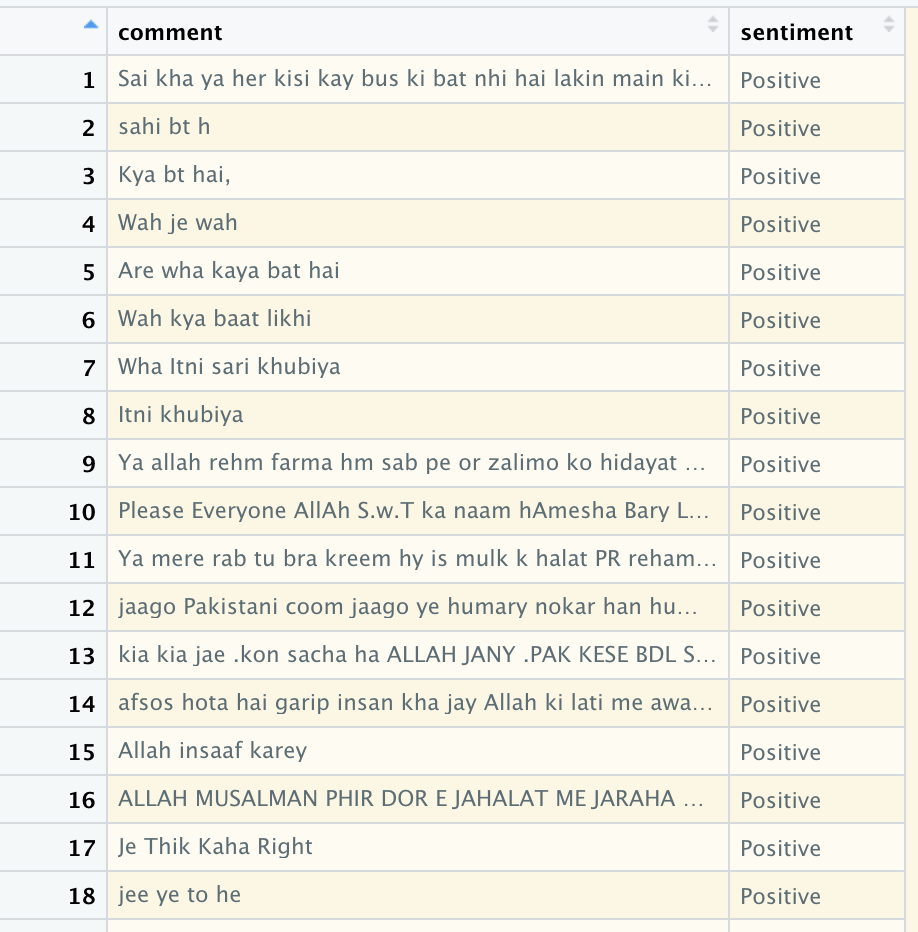 comment sentiment
1 Sai kha ya her kisi kay bus ki bat nhi hai lakin main ki... Positive
2 sahi bt h Positive
3 Kya bt hai, Positive
4 Wah je wah Positive
5 Are wha kaya bat hai Positive
6 Wah kya baat likhi Positive
7 Wha Itni sari khubiya Positive
8 Itni khubiya Positive
9 Ya allah rehm farma hm sab pe or zalimo ko hidayat ... Positive
10 Please Everyone AllAh S.w.T ka naam hAmesha Bary L... Positive
11 Ya mere rab tu bra kreem hy is mulk k halat PR reham... Positive
12 jaago Pakistani coom jaago ye humary nokar han hu... Positive
13 kia kia jae .kon sacha ha ALLAH JANY .PAK KESE BDL S... Positive
14 afsos hota hai garip insan kha jay Allah ki lati me awa... Positive
15 Allah insaaf karey Positive
16 ALLAH MUSALMAN PHIR DOR E JAHALAT ME JARAHA ... Positive
17 Je Thik Kaha Right Positive
18 jee ye to he Positive